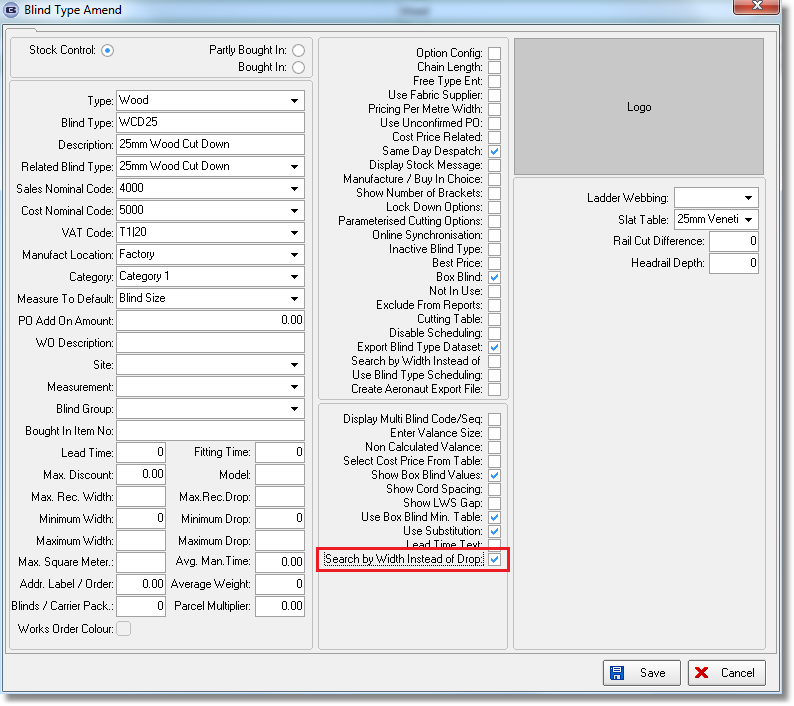 Blind Type Amend
Stock Control:
Partly Bought In:
Bought In:
Type: Wood
Blind Type: WCD25
Description: 25mm Wood Cut Down
Related Blind Type: 25mm Wood Cut Down
Sales Nominal Code: 4000
Cost Nominal Code: 5000
VAT Code: T1|20
Manufact Location: Factory
Category: Category 1
Measure To Default: Blind Size
PO Add On Amount: 0.00
WO Description:
Site:
Measurement:
Blind Group:
Bought In Item No:
Lead Time: 0 Fitting Time: 0
Max. Discount: 0.00 Model:
Max. Rec. Width: Max.Rec.Drop:
Minimum Width: 0 Minimum Drop: 0
Maximum Width: Maximum Drop:
Max. Square Meter.: Avg. Man.Time: 0.00
Addr. Label / Order: 0.00 Average Weight: 0
Blinds / Carrier Pack.: 0 Parcel Multiplier: 0.00
Works Order Colour:
Option Config:
Chain Length:
Free Type Ent:
Use Fabric Supplier:
Pricing Per Metre Width:
Use Unconfirmed PO:
Cost Price Related:
Same Day Despatch:
Display Stock Message:
Manufacture / Buy In Choice:
Show Number of Brackets:
Lock Down Options:
Parameterised Cutting Options:
Online Synchronisation:
Inactive Blind Type:
Best Price:
Box Blind:
Not In Use:
Exclude From Reports:
Cutting Table:
Disable Scheduling:
Export Blind Type Dataset:
Search by Width Instead of
Use Blind Type Scheduling:
Create Aeronaut Export File:
Display Multi Blind Code/Seq:
Enter Valance Size:
Non Calculated Valance:
Select Cost Price From Table:
Show Box Blind Values:
Show Cord Spacing:
Show LWS Gap:
Use Box Blind Min. Table:
Use Substitution:
Lead Time Text:
Search by Width Instead of Drop:
Logo
Ladder Webbing:
Slat Table: 25mm Veneti
Rail Cut Difference: 0
Headrail Depth: 0
Save
Cancel